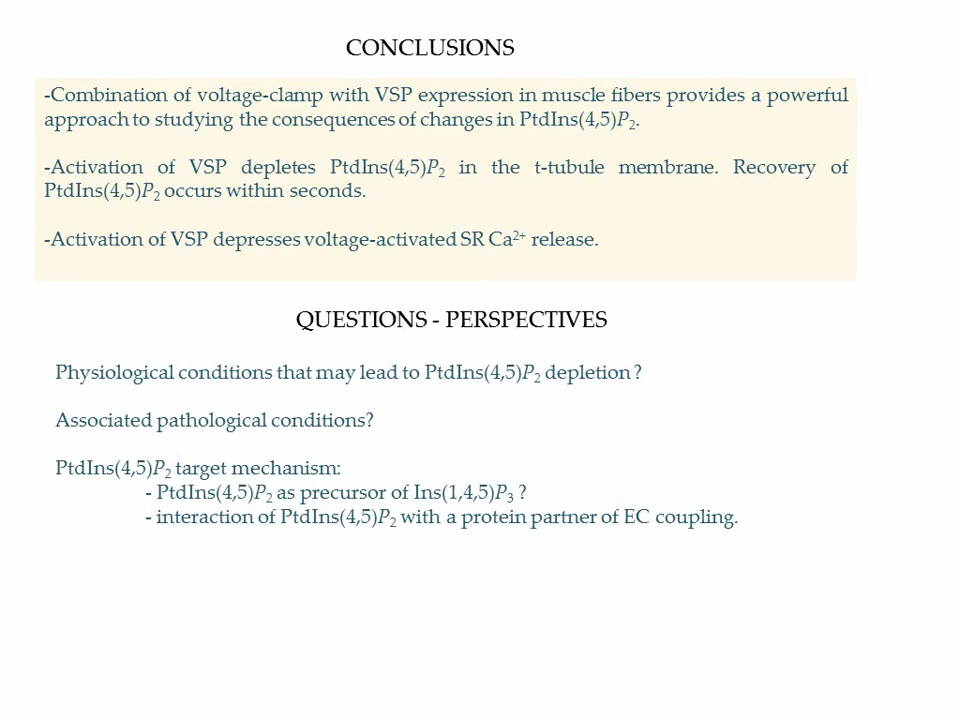 CONCLUSIONS
-Combination of voltage-clamp with VSP expression in muscle fibers provides a powerful
approach to studying the consequences of changes in PtdIns(4,5)P₂.
-Activation of VSP depletes PtdIns(4,5)P₂ in the t-tubule membrane. Recovery of
PtdIns(4,5)P₂ occurs within seconds.
-Activation of VSP depresses voltage-activated SR Ca²⁺ release.
QUESTIONS - PERSPECTIVES
Physiological conditions that may lead to PtdIns(4,5)P₂ depletion ?
Associated pathological conditions?
PtdIns(4,5)P₂ target mechanism:
- PtdIns(4,5)P₂ as precursor of Ins(1,4,5)P₃ ?
- interaction of PtdIns(4,5)P₂ with a protein partner of EC coupling.